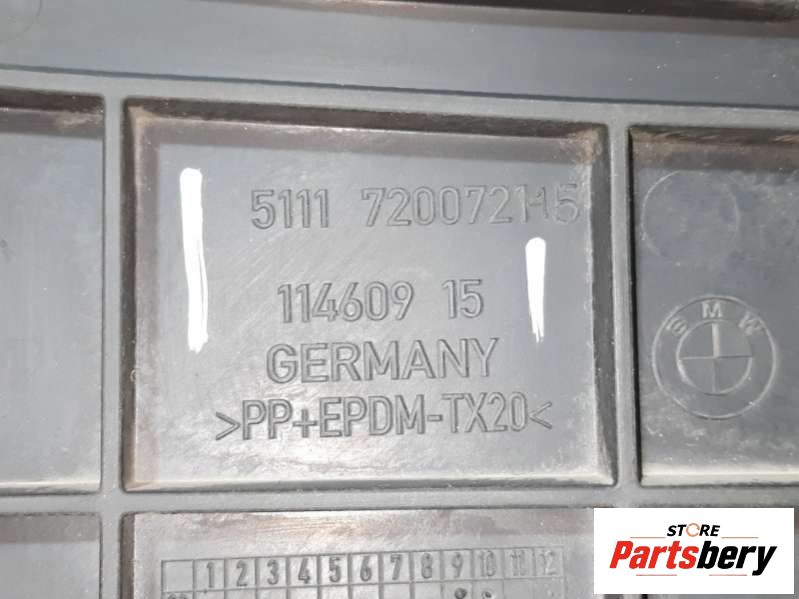 5111 7200721-15
114609 15
GERMANY
>PP+EPDM-TX20<
BMW
1 2 3 4 5 6 7 8 9 10 11 12
STORE
Partsbery